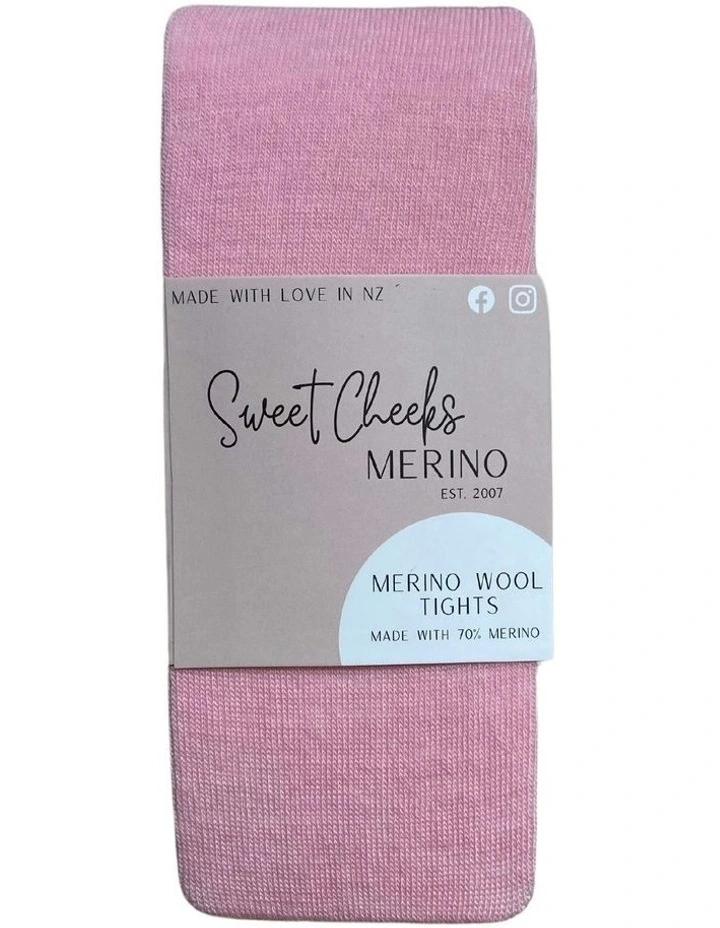 MADE WITH LOVE IN NZ
Sweet Cheeks
MERINO
EST. 2007
MERINO WOOL
TIGHTS
MADE WITH 70% MERINO